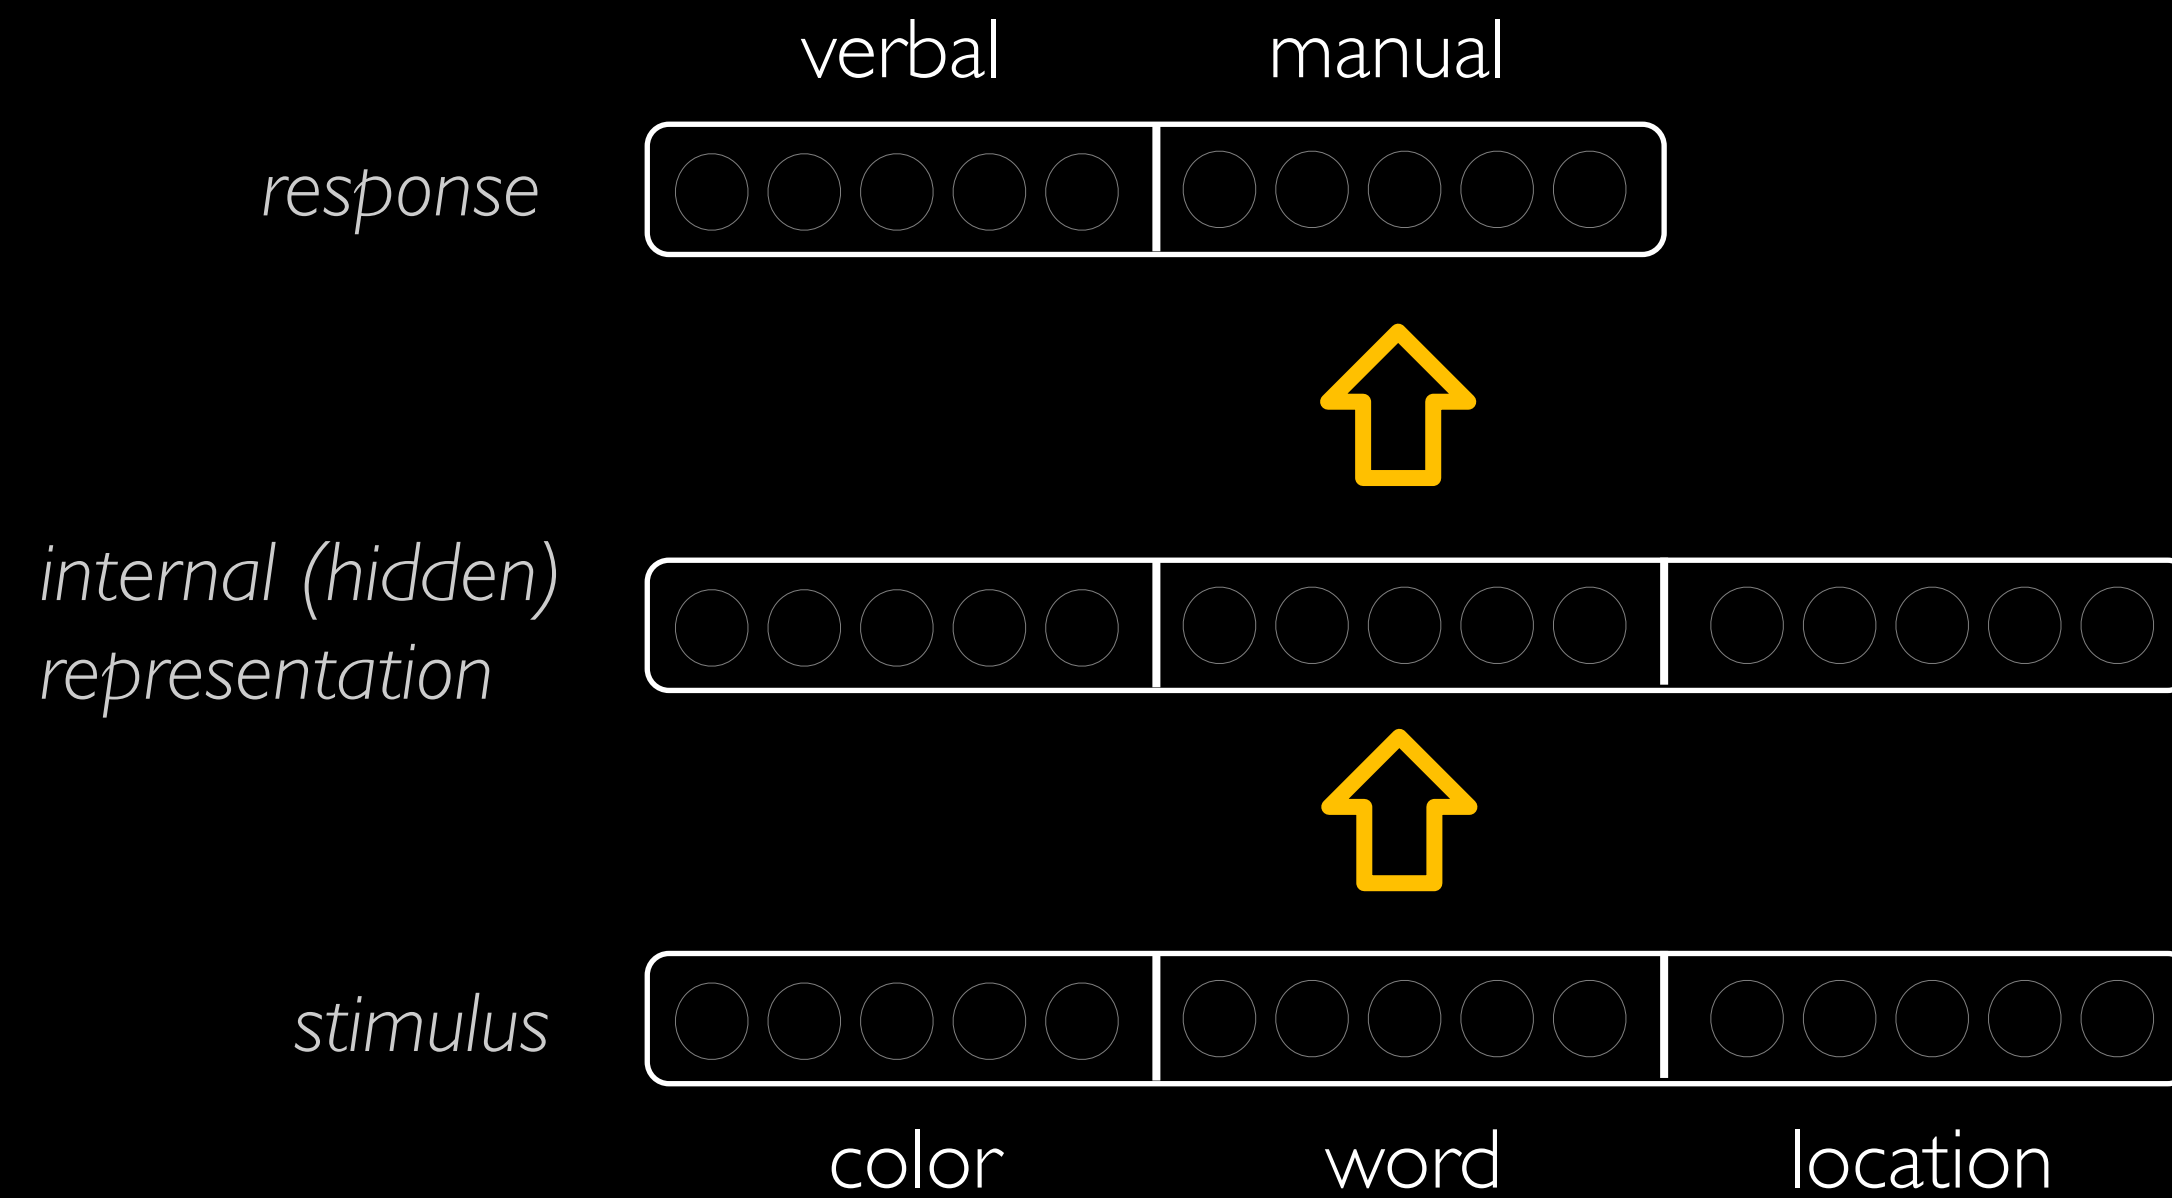 verbal manual
response
internal (hidden)
representation
stimulus
color word location